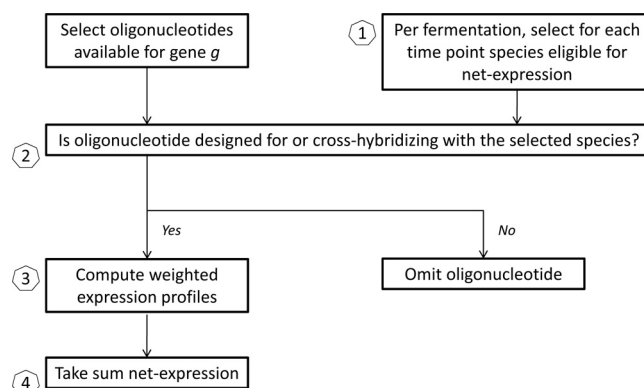 Select oligonucleotides
available for gene g
1
Per fermentation, select for each
time point species eligible for
net-expression
2
Is oligonucleotide designed for or cross-hybridizing with the selected species?
Yes
No
3
Compute weighted
expression profiles
Omit oligonucleotide
4
Take sum net-expression